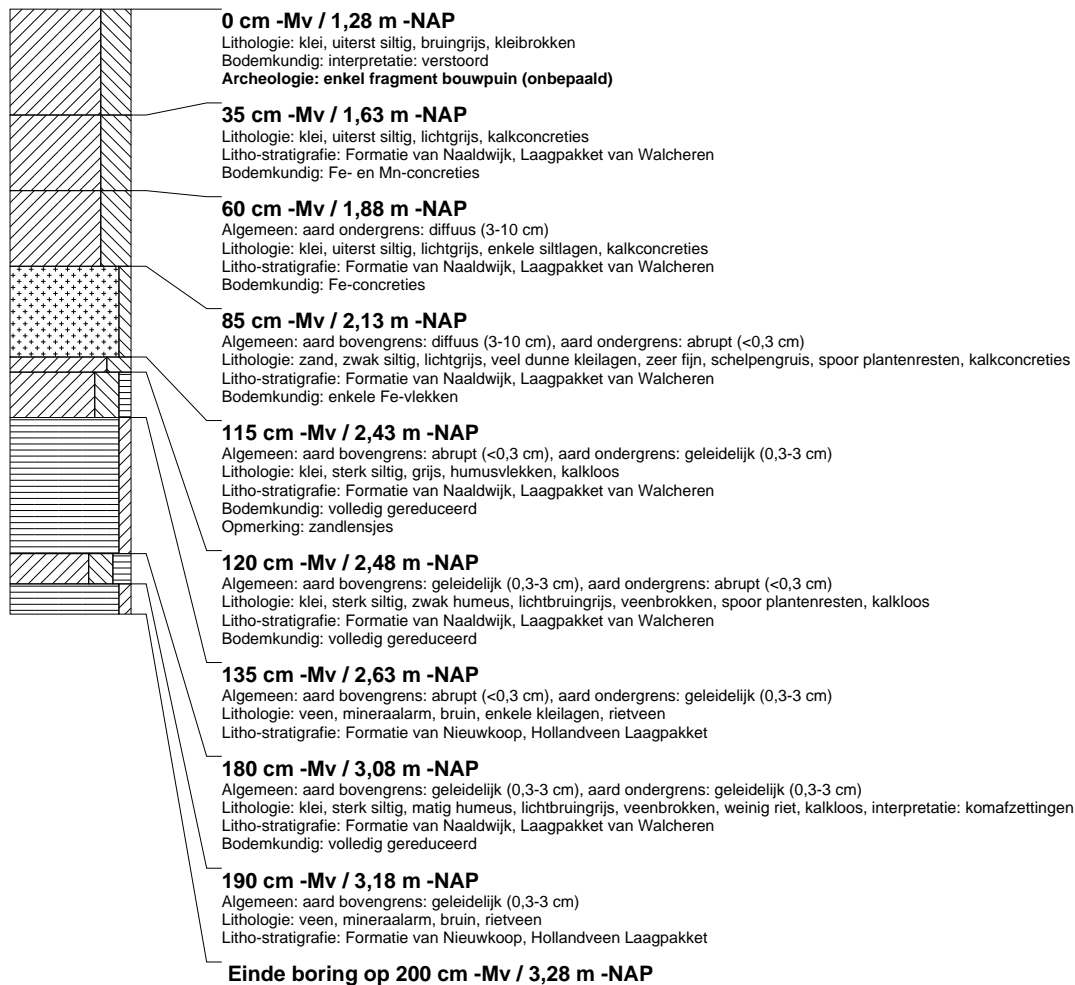 0 cm -Mv / 1,28 m -NAP
Lithologie: klei, uiterst siltig, bruingrijs, kleibrokken
Bodemkundig: interpretatie: verstoord
Archeologie: enkel fragment bouwpuin (onbepaald)
35 cm -Mv / 1,63 m -NAP
Lithologie: klei, uiterst siltig, lichtgrijs, kalkconcreties
Litho-stratigrafie: Formatie van Naaldwijk, Laagpakket van Walcheren
Bodemkundig: Fe- en Mn-concreties
60 cm -Mv / 1,88 m -NAP
Algemeen: aard ondergrens: diffuus (3-10 cm)
Lithologie: klei, uiterst siltig, lichtgrijs, enkele siltlagen, kalkconcreties
Litho-stratigrafie: Formatie van Naaldwijk, Laagpakket van Walcheren
Bodemkundig: Fe-concreties
85 cm -Mv / 2,13 m -NAP
Algemeen: aard bovengrens: diffuus (3-10 cm), aard ondergrens: abrupt (<0,3 cm)
Lithologie: zand, zwak siltig, lichtgrijs, veel dunne kleilagen, zeer fijn, schelpengruis, spoor plantenresten, kalkconcreties
Litho-stratigrafie: Formatie van Naaldwijk, Laagpakket van Walcheren
Bodemkundig: enkele Fe-vlekken
115 cm -Mv / 2,43 m -NAP
Algemeen: aard bovengrens: abrupt (<0,3 cm), aard ondergrens: geleidelijk (0,3-3 cm)
Lithologie: klei, sterk siltig, grijs, humusvlekken, kalkloos
Litho-stratigrafie: Formatie van Naaldwijk, Laagpakket van Walcheren
Bodemkundig: volledig gereduceerd
Opmerking: zandlensjes
120 cm -Mv / 2,48 m -NAP
Algemeen: aard bovengrens: geleidelijk (0,3-3 cm), aard ondergrens: abrupt (<0,3 cm)
Lithologie: klei, sterk siltig, zwak humeus, lichtbruingrijs, veenbrokken, spoor plantenresten, kalkloos
Litho-stratigrafie: Formatie van Naaldwijk, Laagpakket van Walcheren
Bodemkundig: volledig gereduceerd
135 cm -Mv / 2,63 m -NAP
Algemeen: aard bovengrens: abrupt (<0,3 cm), aard ondergrens: geleidelijk (0,3-3 cm)
Lithologie: veen, mineraalarm, bruin, enkele kleilagen, rietveen
Litho-stratigrafie: Formatie van Nieuwkoop, Hollandveen Laagpakket
180 cm -Mv / 3,08 m -NAP
Algemeen: aard bovengrens: geleidelijk (0,3-3 cm), aard ondergrens: geleidelijk (0,3-3 cm)
Lithologie: klei, sterk siltig, matig humeus, lichtbruingrijs, veenbrokken, weinig riet, kalkloos, interpretatie: komafzettingen
Litho-stratigrafie: Formatie van Naaldwijk, Laagpakket van Walcheren
Bodemkundig: volledig gereduceerd
190 cm -Mv / 3,18 m -NAP
Algemeen: aard bovengrens: geleidelijk (0,3-3 cm)
Lithologie: veen, mineraalarm, bruin, rietveen
Litho-stratigrafie: Formatie van Nieuwkoop, Hollandveen Laagpakket
Einde boring op 200 cm -Mv / 3,28 m -NAP